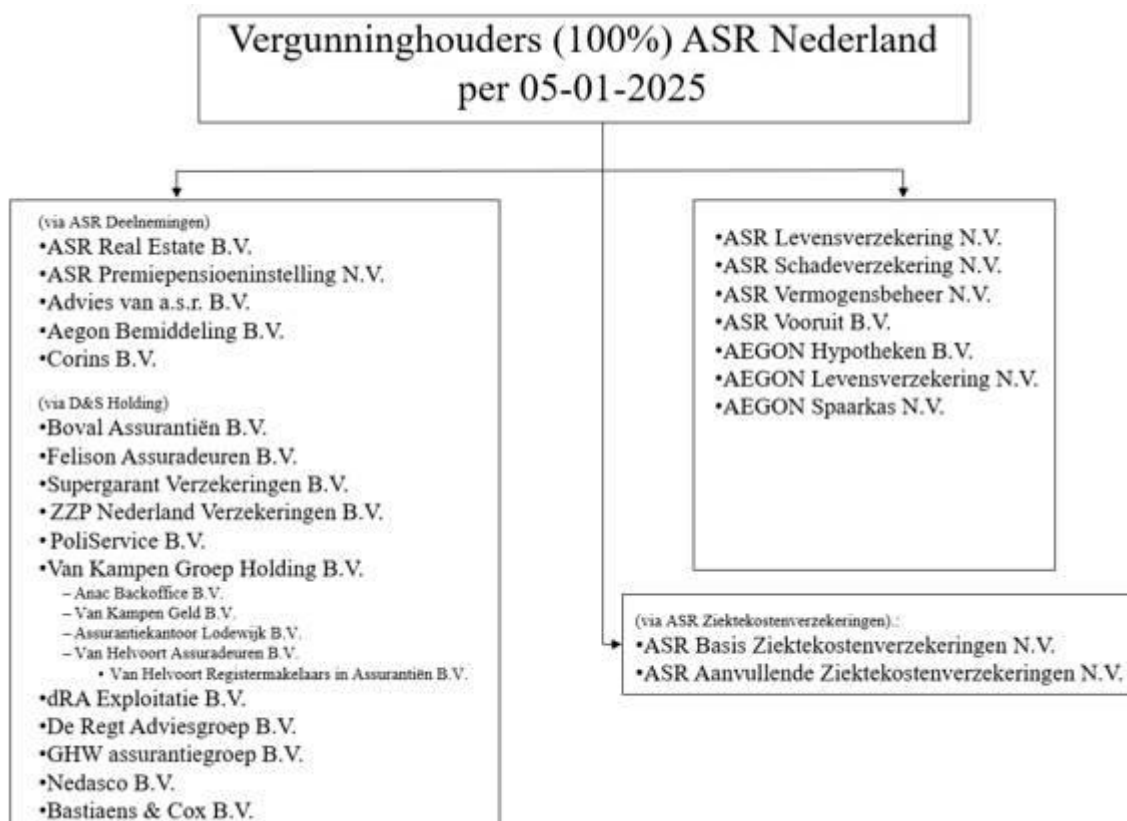 Vergunninghouders (100%) ASR Nederland
per 05-01-2025
(via ASR Deelnemingen)
•ASR Real Estate B.V.
•ASR Premiepensioeninstelling N.V.
•Advies van a.s.r. B.V.
•Aegon Bemiddeling B.V.
•Corins B.V.
(via D&S Holding)
•Boval Assurantiën B.V.
•Felison Assuradeuren B.V.
•Supergarant Verzekeringen B.V.
•ZZP Nederland Verzekeringen B.V.
•PoliService B.V.
•Van Kampen Groep Holding B.V.
– Anac Backoffice B.V.
– Van Kampen Geld B.V.
– Assurantiekantoor Lodewijk B.V.
– Van Helvoort Assuradeuren B.V.
• Van Helvoort Registermakelaars in Assurantiën B.V.
•dRA Exploitatie B.V.
•De Regt Adviesgroep B.V.
•GHW assurantiegroep B.V.
•Nedasco B.V.
•Bastiaens & Cox B.V.
•ASR Levensverzekering N.V.
•ASR Schadeverzekering N.V.
•ASR Vermogensbeheer N.V.
•ASR Vooruit B.V.
•AEGON Hypotheken B.V.
•AEGON Levensverzekering N.V.
•AEGON Spaarkas N.V.
(via ASR Ziektekostenverzekeringen).:
•ASR Basis Ziektekostenverzekeringen N.V.
•ASR Aanvullende Ziektekostenverzekeringen N.V.